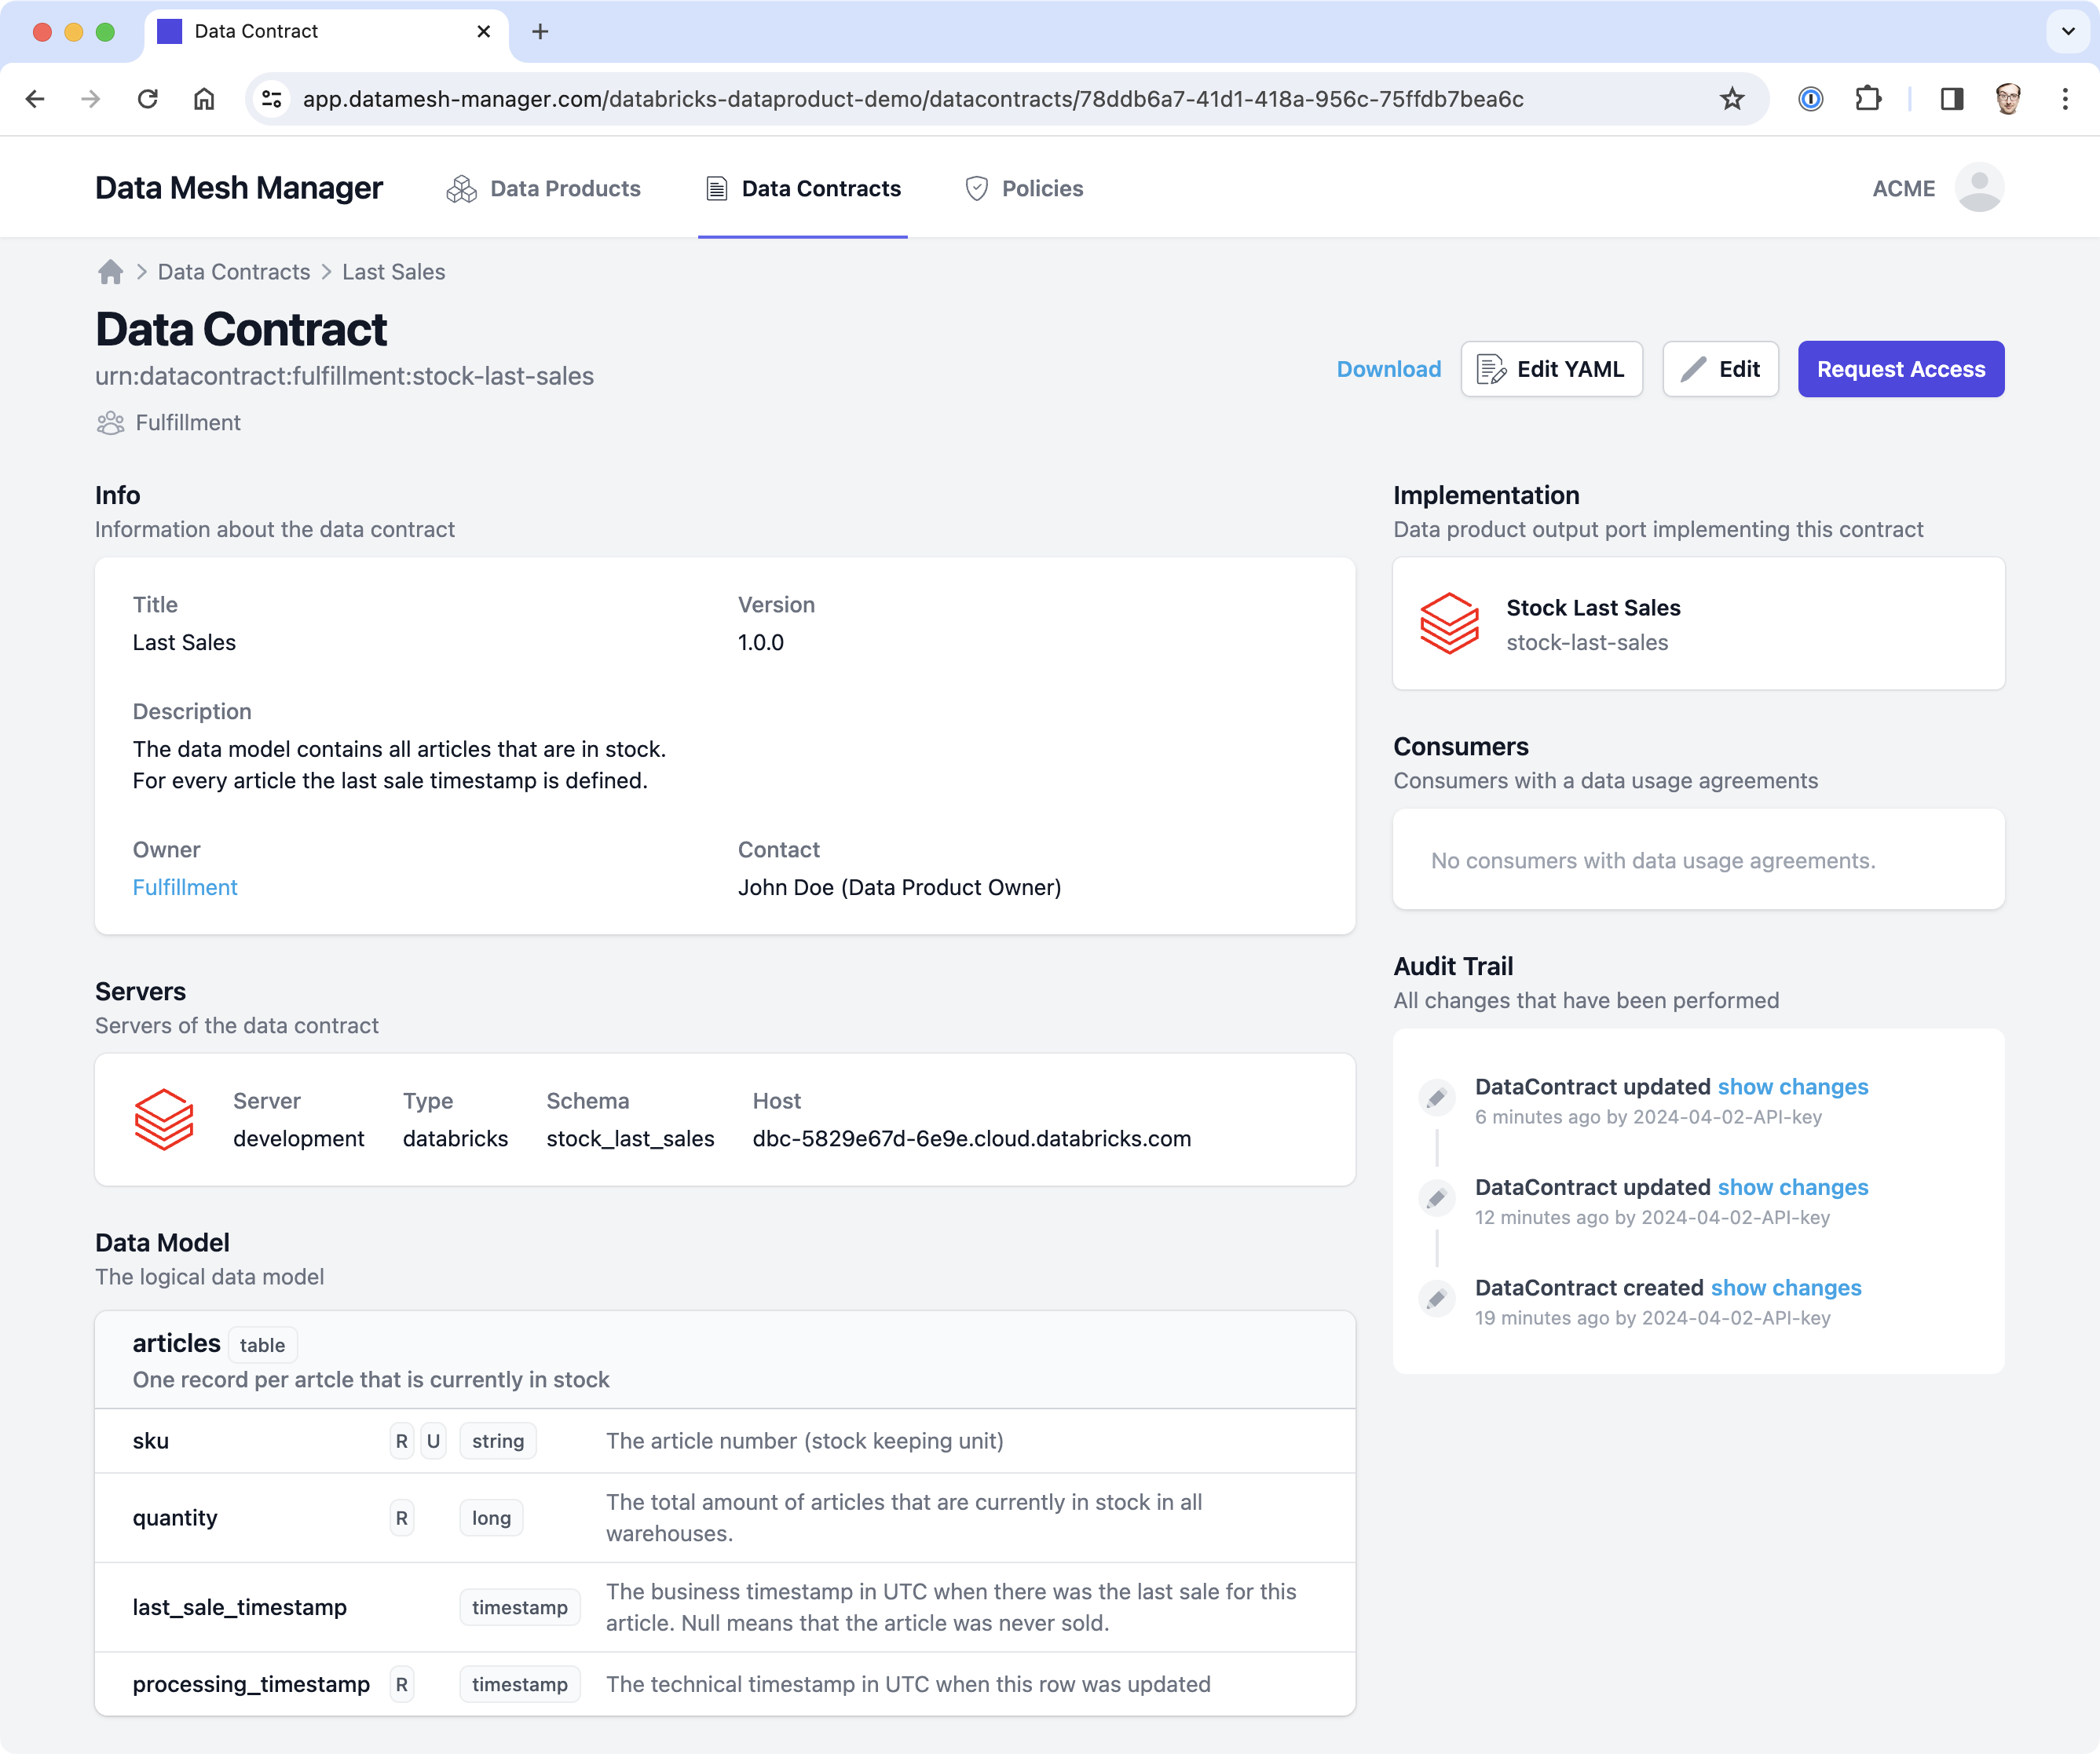 Data Contract
app.datamesh-manager.com/databricks-dataproduct-demo/datacontracts/78ddb6a7-41d1-418a-956c-75ffdb7bea6c
Data Mesh Manager
Data Products
Data Contracts
Policies
ACME
Data Contracts
Last Sales
Data Contract
urn:datacontract:fulfillment:stock-last-sales
Fulfillment
Download
Edit YAML
Edit
Request Access
Info
Information about the data contract
Title
Last Sales
Version
1.0.0
Description
The data model contains all articles that are in stock.
For every article the last sale timestamp is defined.
Owner
Fulfillment
Contact
John Doe (Data Product Owner)
Servers
Servers of the data contract
Server
development
Type
databricks
Schema
stock_last_sales
Host
dbc-5829e67d-6e9e.cloud.databricks.com
Data Model
The logical data model
articles table
One record per artcle that is currently in stock
sku R U string The article number (stock keeping unit)
quantity R long The total amount of articles that are currently in stock in all
warehouses.
last_sale_timestamp timestamp The business timestamp in UTC when there was the last sale for this
article. Null means that the article was never sold.
processing_timestamp R timestamp The technical timestamp in UTC when this row was updated
Implementation
Data product output port implementing this contract
Stock Last Sales
stock-last-sales
Consumers
Consumers with a data usage agreements
No consumers with data usage agreements.
Audit Trail
All changes that have been performed
DataContract updated show changes
6 minutes ago by 2024-04-02-API-key
DataContract updated show changes
12 minutes ago by 2024-04-02-API-key
DataContract created show changes
19 minutes ago by 2024-04-02-API-key